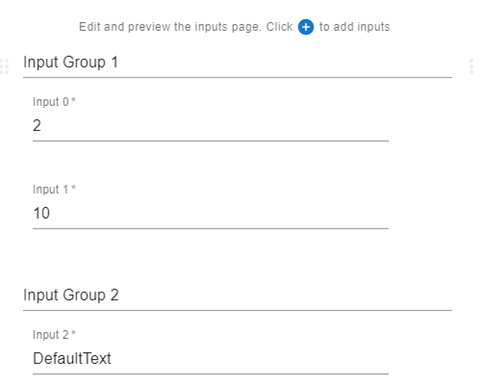 Edit and preview the inputs page. Click + to add inputs
Input Group 1
Input 0 *
2
Input 1 *
10
Input Group 2
Input 2 *
DefaultText